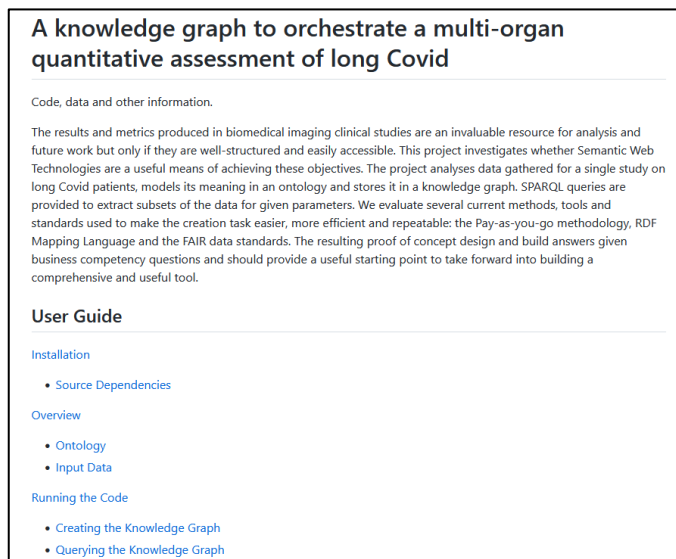 A knowledge graph to orchestrate a multi-organ
quantitative assessment of long Covid
Code, data and other information.
The results and metrics produced in biomedical imaging clinical studies are an invaluable resource for analysis and
future work but only if they are well-structured and easily accessible. This project investigates whether Semantic Web
Technologies are a useful means of achieving these objectives. The project analyses data gathered for a single study on
long Covid patients, models its meaning in an ontology and stores it in a knowledge graph. SPARQL queries are
provided to extract subsets of the data for given parameters. We evaluate several current methods, tools and
standards used to make the creation task easier, more efficient and repeatable: the Pay-as-you-go methodology, RDF
Mapping Language and the FAIR data standards. The resulting proof of concept design and build answers given
business competency questions and should provide a useful starting point to take forward into building a
comprehensive and useful tool.
User Guide
Installation
• Source Dependencies
Overview
• Ontology
• Input Data
Running the Code
• Creating the Knowledge Graph
• Querying the Knowledge Graph